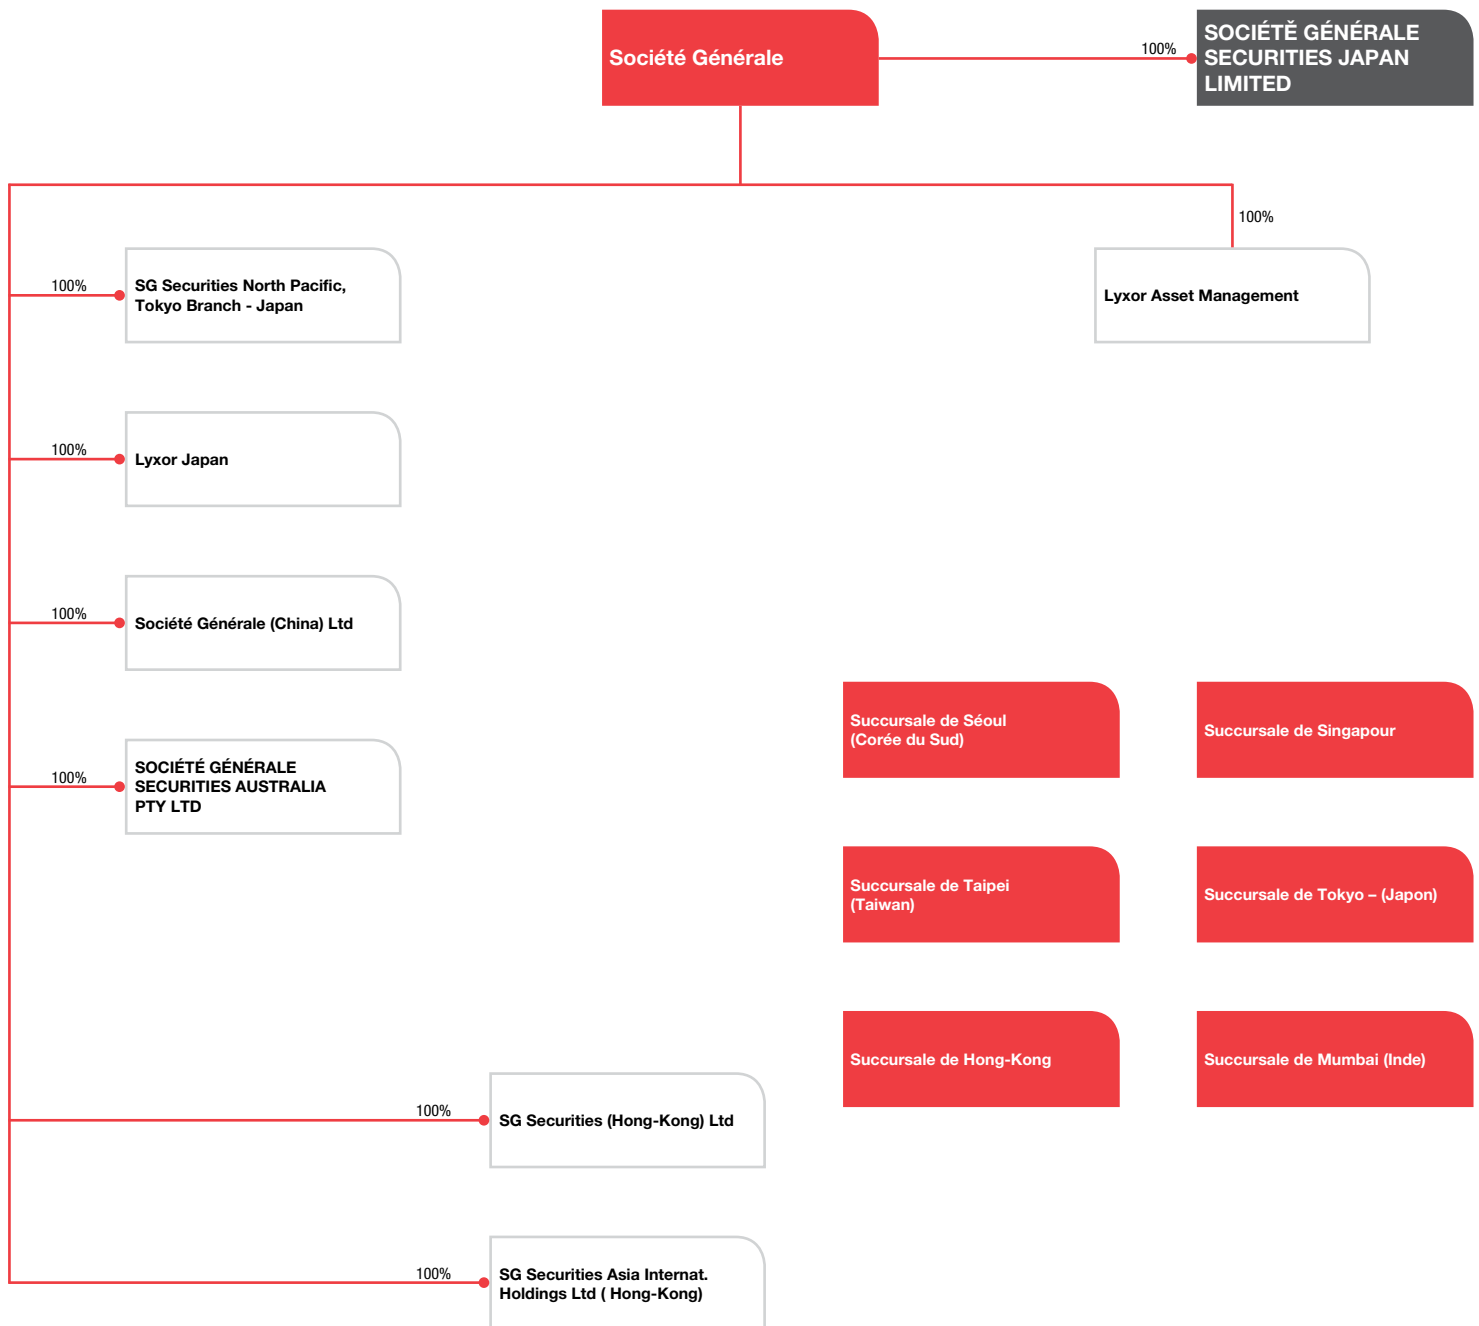 Société Générale
100%
SOCIÉTĚ GÉNÉRALE
SECURITIES JAPAN
LIMITED
100%
100%
SG Securities North Pacific,
Tokyo Branch - Japan
Lyxor Asset Management
100%
Lyxor Japan
100%
Société Générale (China) Ltd
Succursale de Séoul
(Corée du Sud)
Succursale de Singapour
100%
SOCIÉTÉ GÉNÉRALE
SECURITIES AUSTRALIA
PTY LTD
Succursale de Taipei
(Taiwan)
Succursale de Tokyo – (Japon)
Succursale de Hong-Kong
Succursale de Mumbai (Inde)
100%
SG Securities (Hong-Kong) Ltd
100%
SG Securities Asia Internat.
Holdings Ltd ( Hong-Kong)